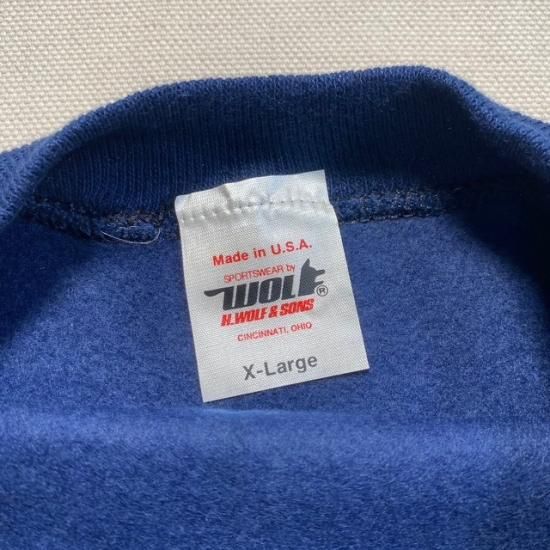 Made in U.S.A.
SPORTSWEAR by
WOLF®
H.WOLF & SONS
CINCINNATI, OHIO
X-Large